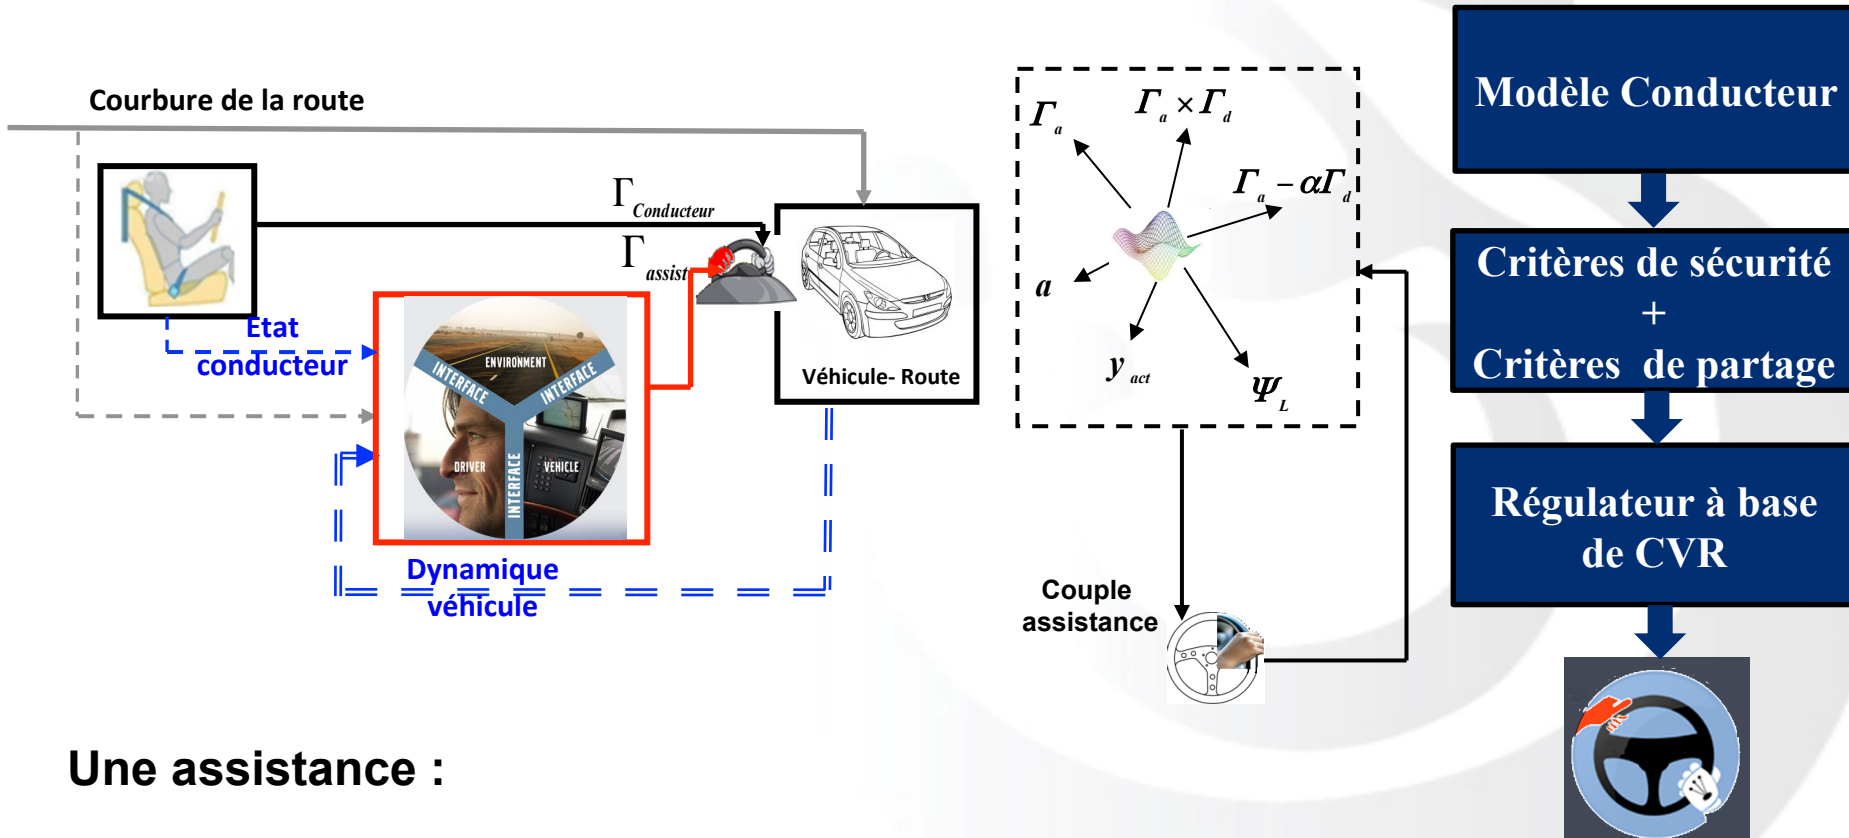 Courbure de la route
Γ Conducteur
Γ assist
Etat
conducteur
ENVIRONMENT
INTERFACE
INTERFACE
DRIVER
INTERFACE
VEHICLE
Véhicule- Route
Dynamique
véhicule
Γa
Γa × Γd
Γa − αΓd
a
y act
ΨL
Couple
assistance
Modèle Conducteur
Critères de sécurité
+
Critères de partage
Régulateur à base
de CVR
Une assistance :